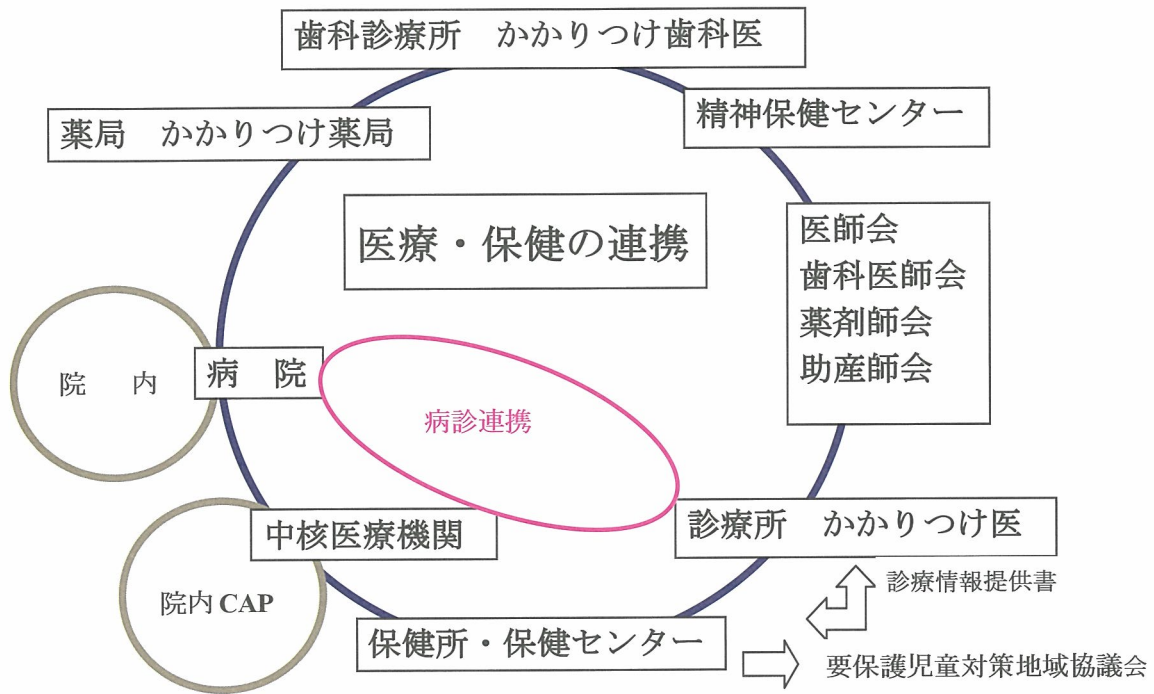 歯科診療所　かかりつけ歯科医
精神保健センター
薬局　かかりつけ薬局
医療・保健の連携
医師会
歯科医師会
薬剤師会
助産師会
病　院
院　　内
病診連携
診療所　かかりつけ医
中核医療機関
診療情報提供書
院内 CAP
保健所・保健センター
要保護児童対策地域協議会